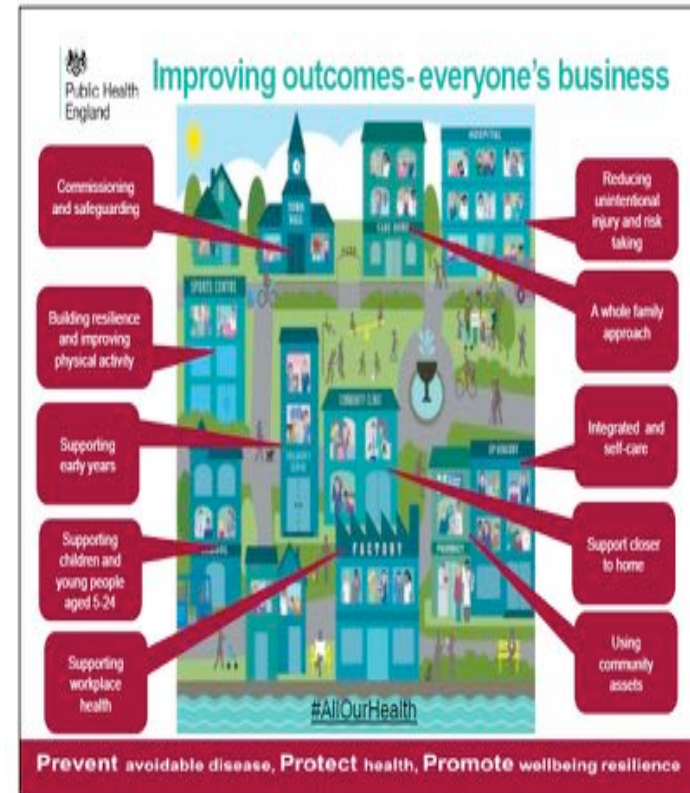 Public Health
England
Improving outcomes- everyone's business
Commissioning
and safeguarding
Building resilience
and improving
physical activity
Supporting
early years
Supporting
children and
young people
aged 5-24
Supporting
workplace
health
HOSPITAL
TOWN
HALL
CARE HOME
PARK
SPORTS CENTRE
COMMUNITY CLINIC
GP SURGERY
PHARMACY
FACTORY
Reducing
unintentional
injury and risk
taking
A whole family
approach
Integrated and
self-care
Support closer
to home
Using
community
assets
#AllOurHealth
Prevent avoidable disease, Protect health, Promote wellbeing resilience